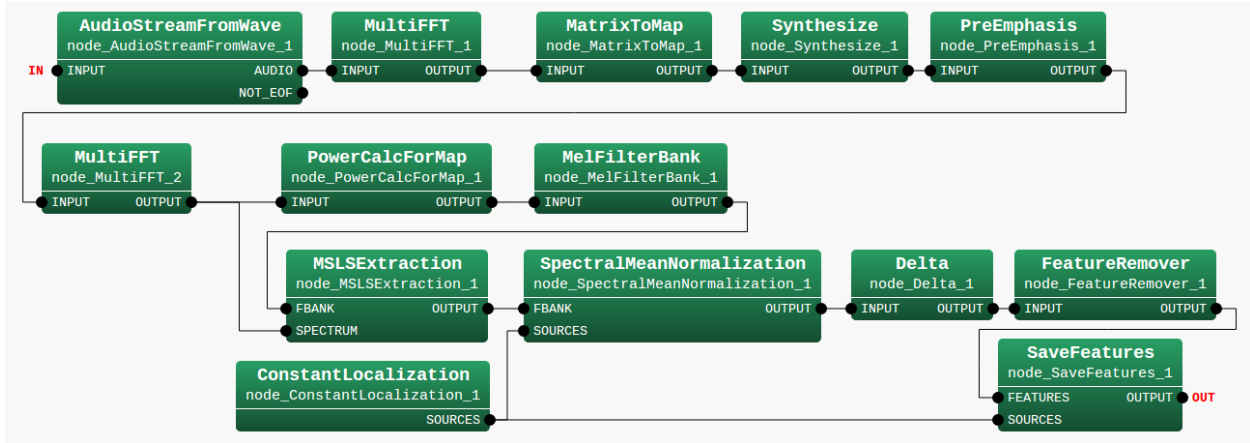 AudioStreamFromWave
node_AudioStreamFromWave_1
IN INPUT AUDIO
NOT_EOF
MultiFFT
node_MultiFFT_1
INPUT OUTPUT
MatrixToMap
node_MatrixToMap_1
INPUT OUTPUT
Synthesize
node_Synthesize_1
INPUT OUTPUT
PreEmphasis
node_PreEmphasis_1
INPUT OUTPUT
MultiFFT
node_MultiFFT_2
INPUT OUTPUT
PowerCalcForMap
node_PowerCalcForMap_1
INPUT OUTPUT
MelFilterBank
node_MelFilterBank_1
INPUT OUTPUT
MSLSExtraction
node_MSLSExtraction_1
FBANK OUTPUT
SPECTRUM
SpectralMeanNormalization
node_SpectralMeanNormalization_1
FBANK OUTPUT
SOURCES
Delta
node_Delta_1
INPUT OUTPUT
FeatureRemover
node_FeatureRemover_1
INPUT OUTPUT
ConstantLocalization
node_ConstantLocalization_1
SOURCES
SaveFeatures
node_SaveFeatures_1
FEATURES OUTPUT OUT
SOURCES